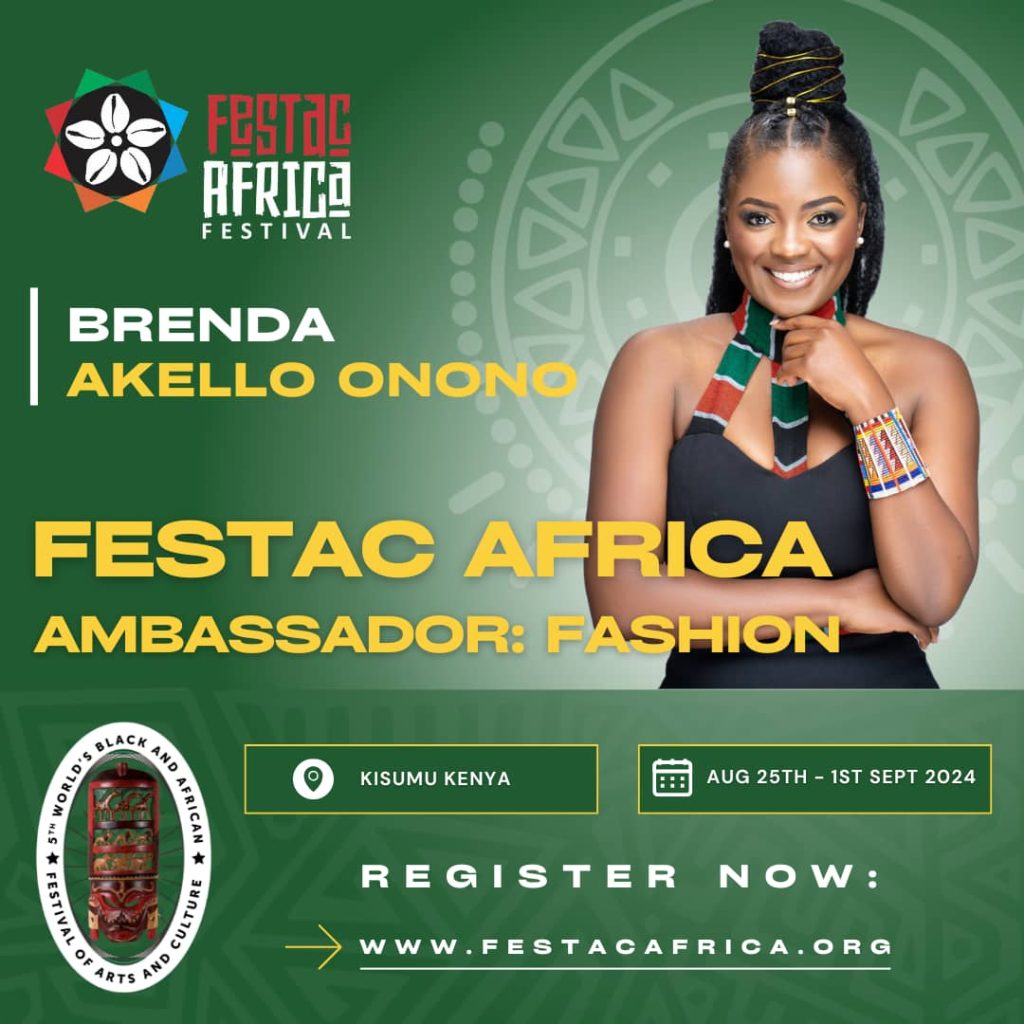 FESTAC
AFRICA
FESTIVAL
BRENDA
AKELLO ONONO
FESTAC AFRICA
AMBASSADOR: FASHION
5TH WORLD'S BLACK AND AFRICAN
FESTIVAL OF ARTS AND CULTURE
KISUMU KENYA
AUG 25TH - 1ST SEPT 2024
REGISTER NOW:
WWW.FESTACAFRICA.ORG